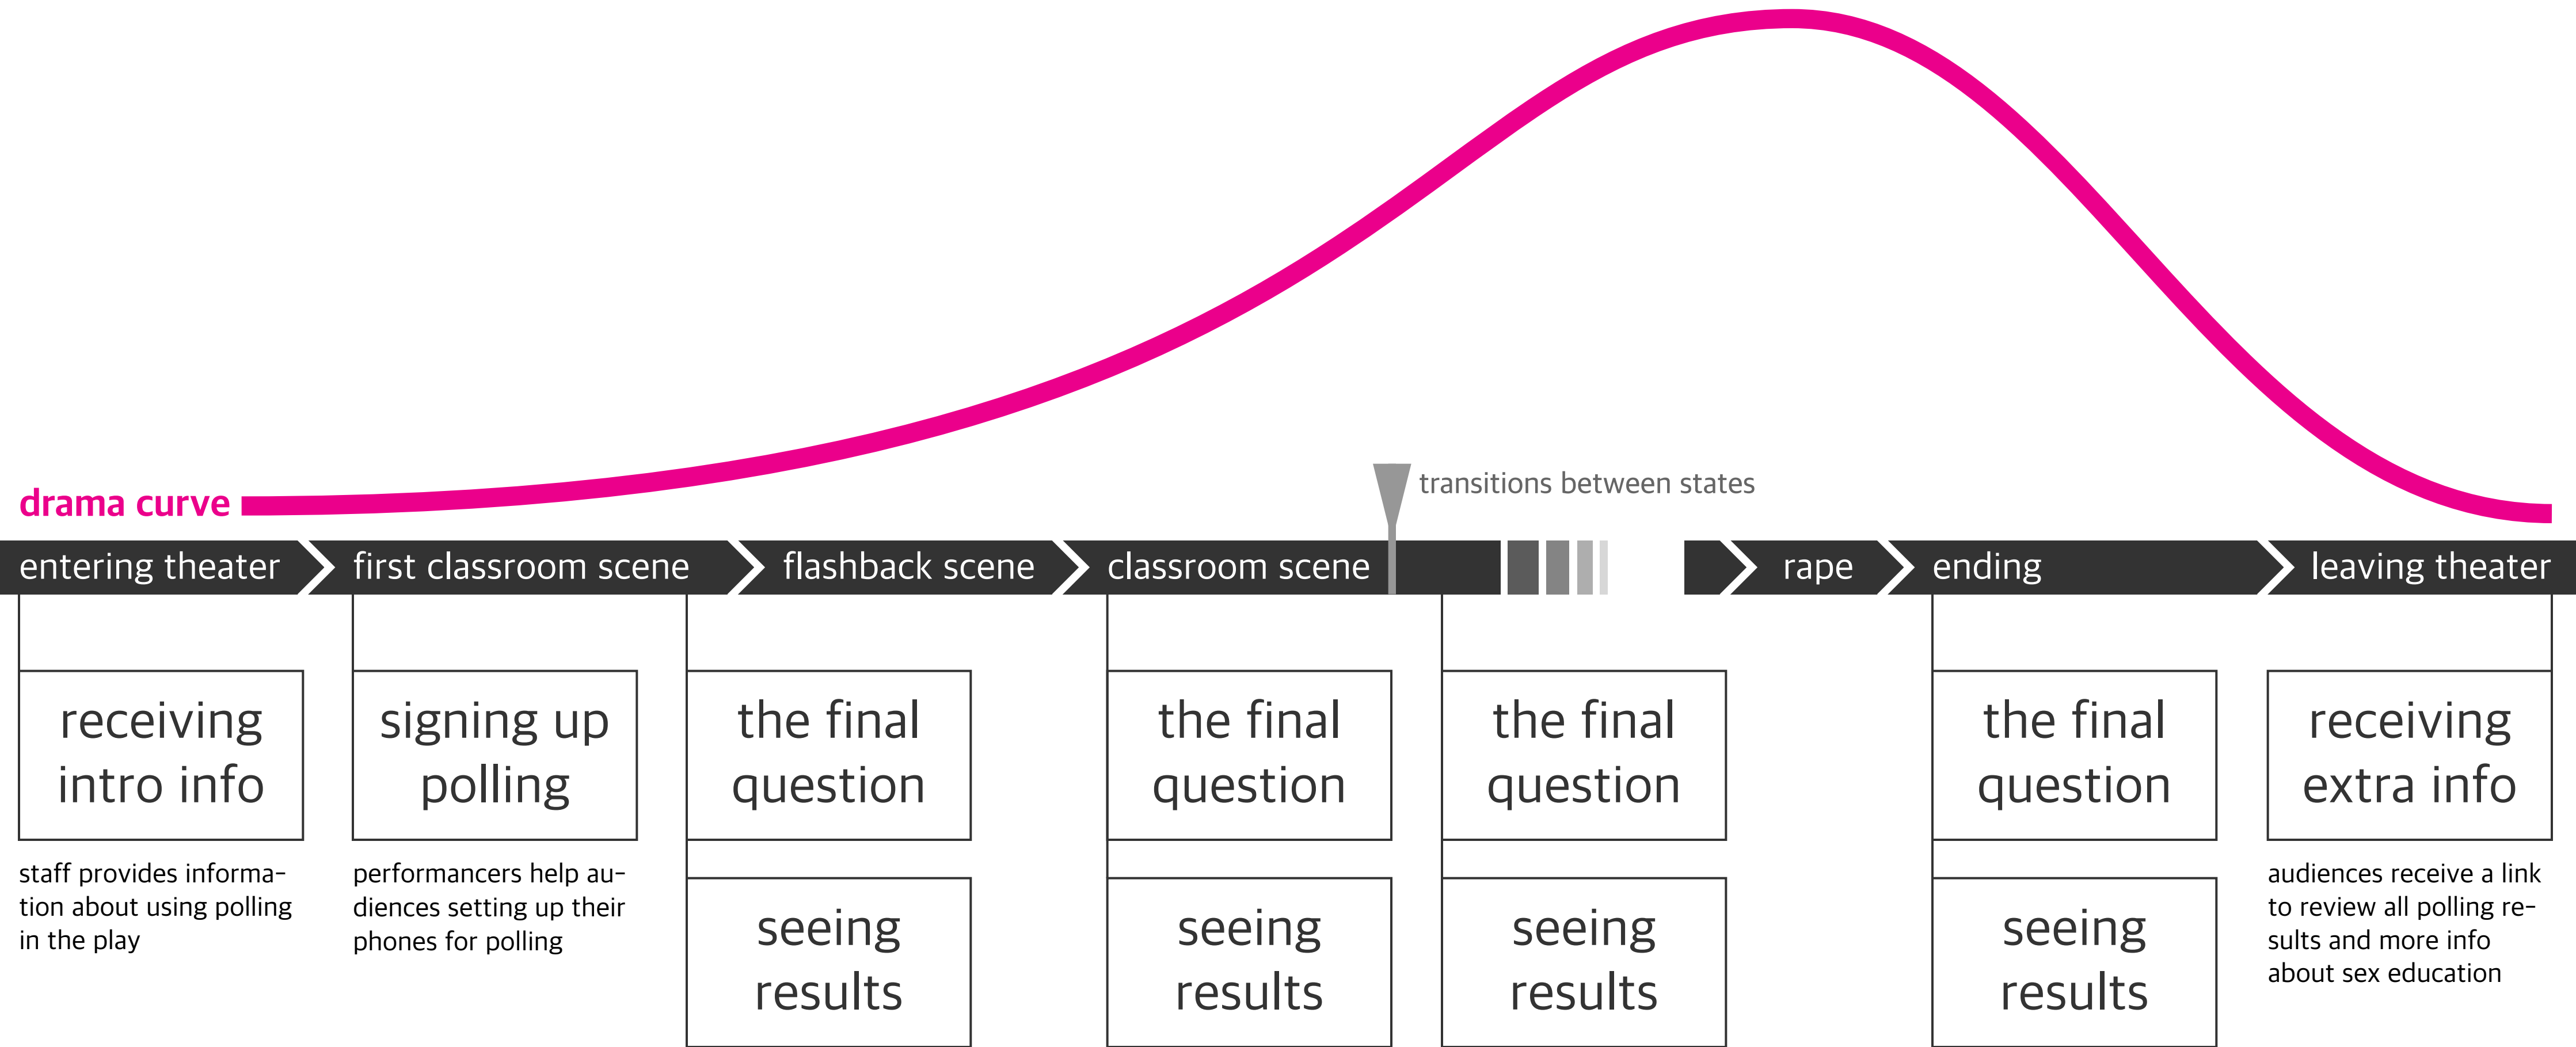 transitions between states
drama curve
entering theater
first classroom scene
flashback scene
classroom scene
rape
ending
leaving theater
receiving
intro info
staff provides informa-
tion about using polling
in the play
signing up
polling
performancers help au-
diences setting up their
phones for polling
the final
question
seeing
results
the final
question
seeing
results
the final
question
seeing
results
the final
question
seeing
results
receiving
extra info
audiences receive a link
to review all polling re-
sults and more info
about sex education